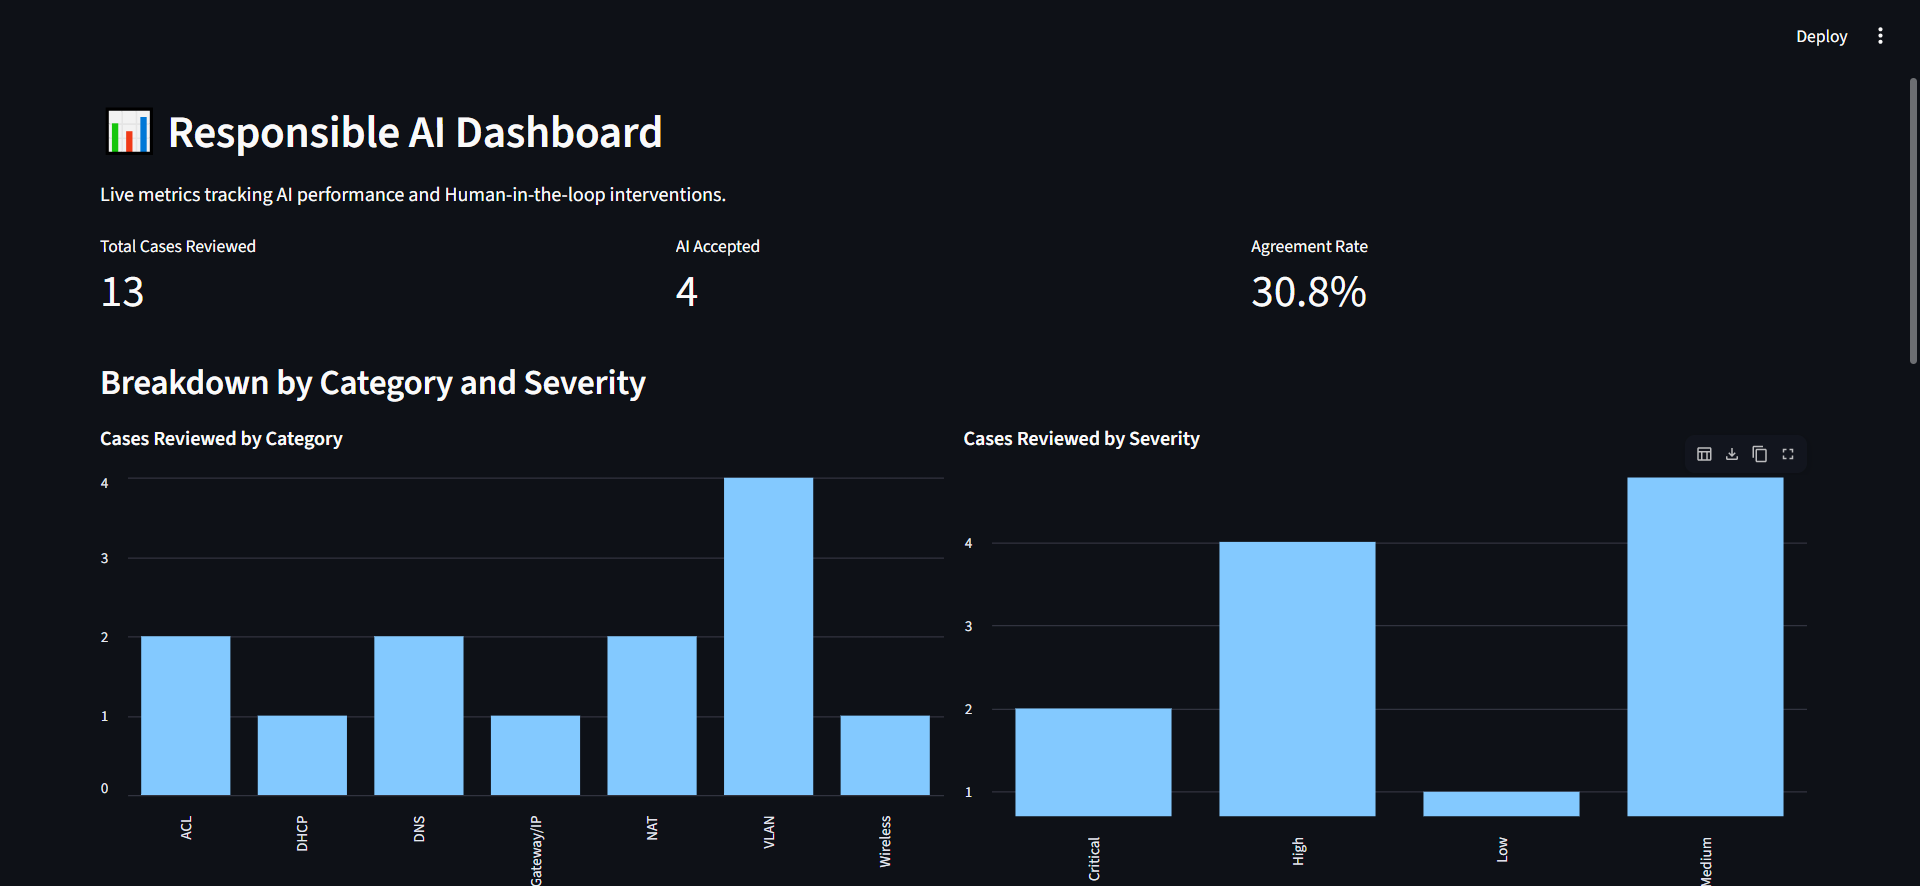 Deploy
Responsible AI Dashboard
Live metrics tracking AI performance and Human-in-the-loop interventions.
Total Cases Reviewed
13
AI Accepted
4
Agreement Rate
30.8%
Breakdown by Category and Severity
Cases Reviewed by Category
4
3
2
1
0
ACL
DHCP
DNS
Gateway/IP
NAT
VLAN
Wireless
Cases Reviewed by Severity
4
3
2
1
Critical
High
Low
Medium